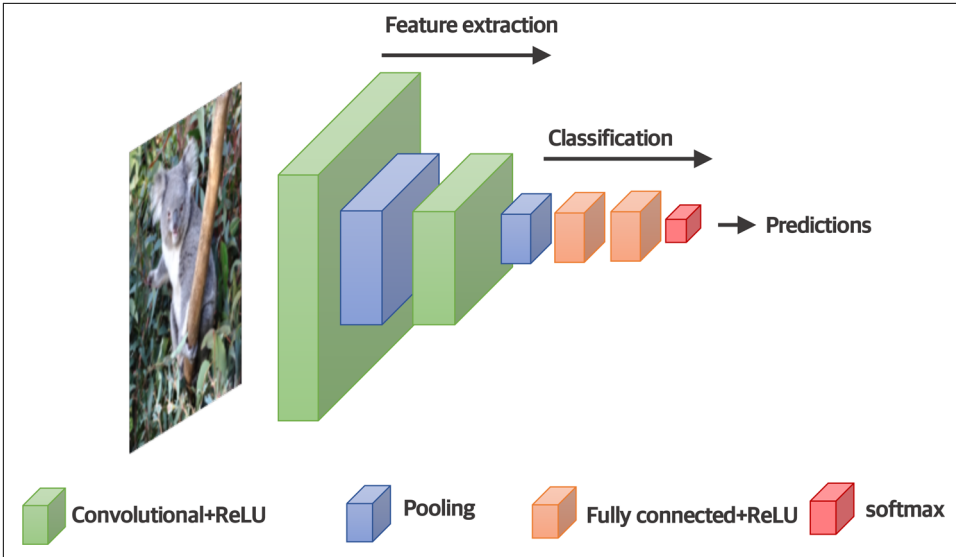 Feature extraction
Classification
Predictions
Convolutional+ReLU
Pooling
Fully connected+ReLU
softmax